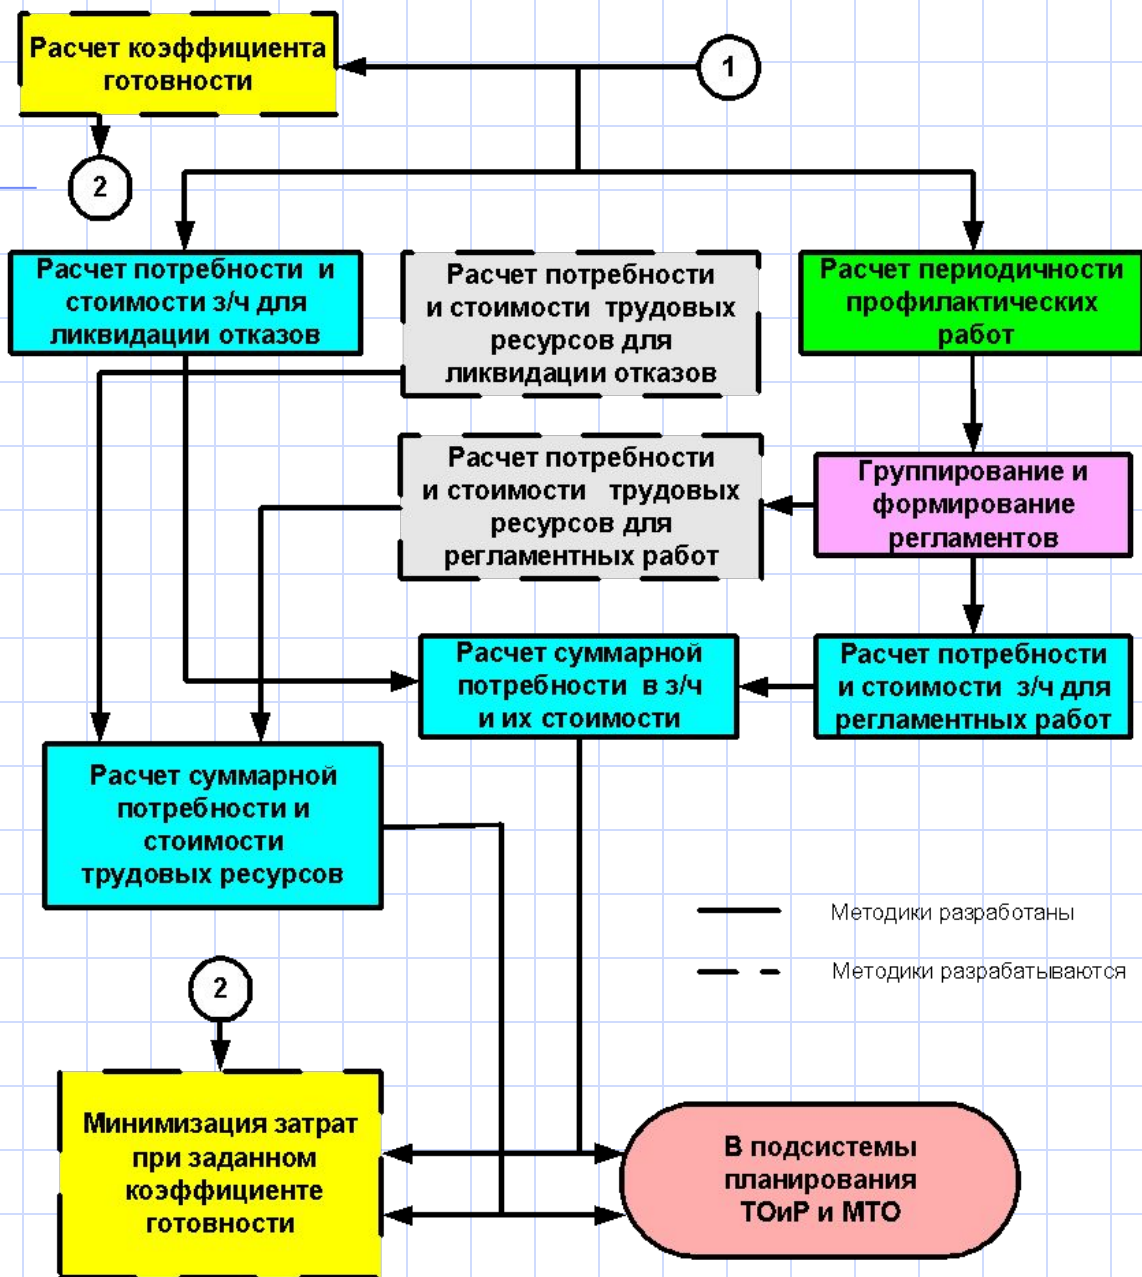 Расчет коэффициента
готовности
1
2
Расчет потребности и
стоимости з/ч для
ликвидации отказов
Расчет потребности
и стоимости трудовых
ресурсов для
ликвидации отказов
Расчет периодичности
профилактических
работ
Расчет потребности
и стоимости трудовых
ресурсов для
регламентных работ
Группирование и
формирование
регламентов
Расчет суммарной
потребности в з/ч
и их стоимости
Расчет потребности
и стоимости з/ч для
регламентных работ
Расчет суммарной
потребности и
стоимости
трудовых ресурсов
Методики разработаны
Методики разрабатываются
2
Минимизация затрат
при заданном
коэффициенте
готовности
В подсистемы
планирования
ТОиР и МТО